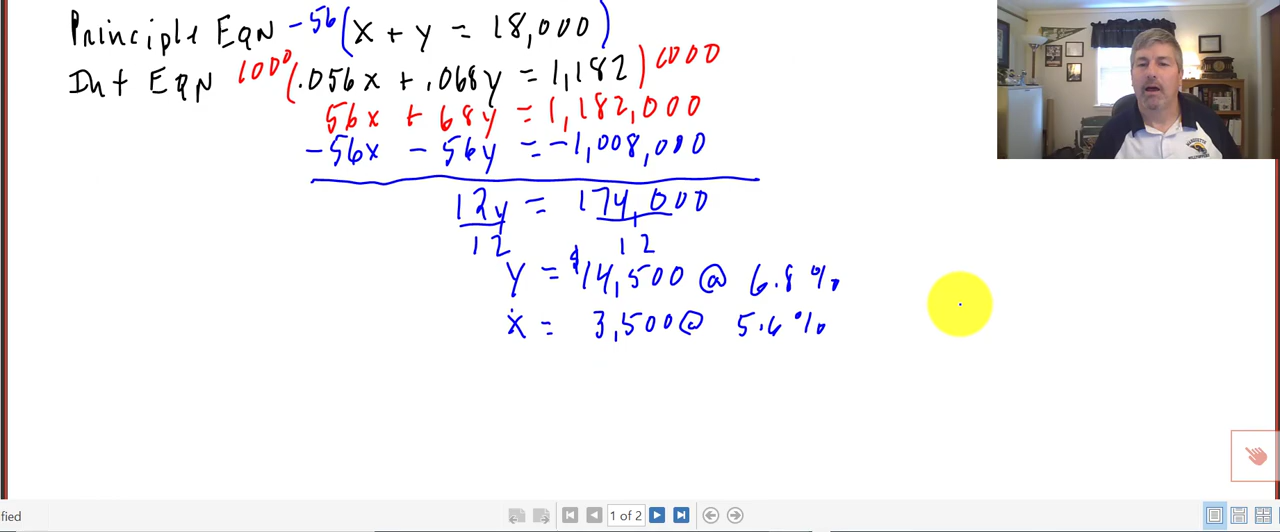 Principle EQN -56(x + y = 18,000)
Int EQN 1000(.056x + .068y = 1,182)1000
56x + 68y = 1,182,000
-56x - 56y = -1,008,000
12y = 174,000
12 12
y = $14,500 @ 6.8%
x = 3,500 @ 5.6%
fied
1 of 2